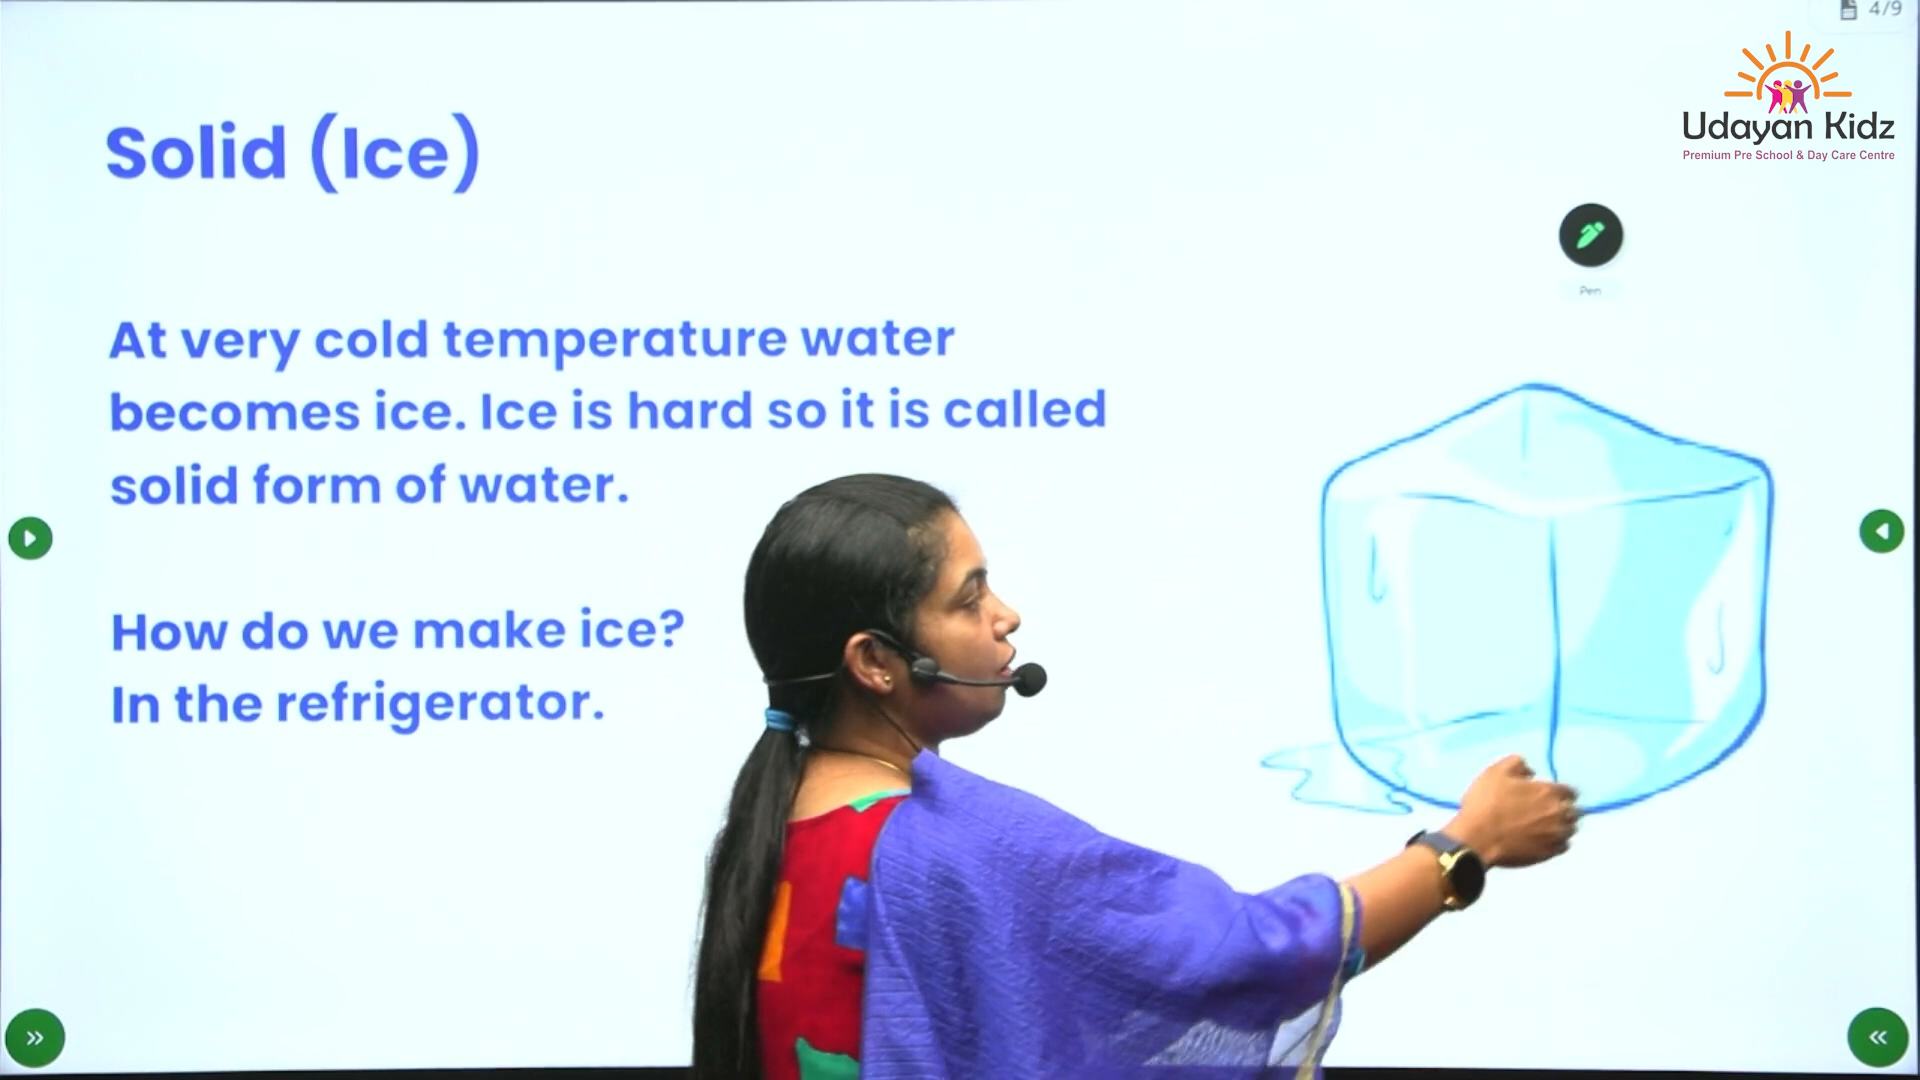 4/9
Udayan Kidz
Premium Pre School & Day Care Centre
Solid (Ice)
Pen
At very cold temperature water
becomes ice. Ice is hard so it is called
solid form of water.
How do we make ice?
In the refrigerator.